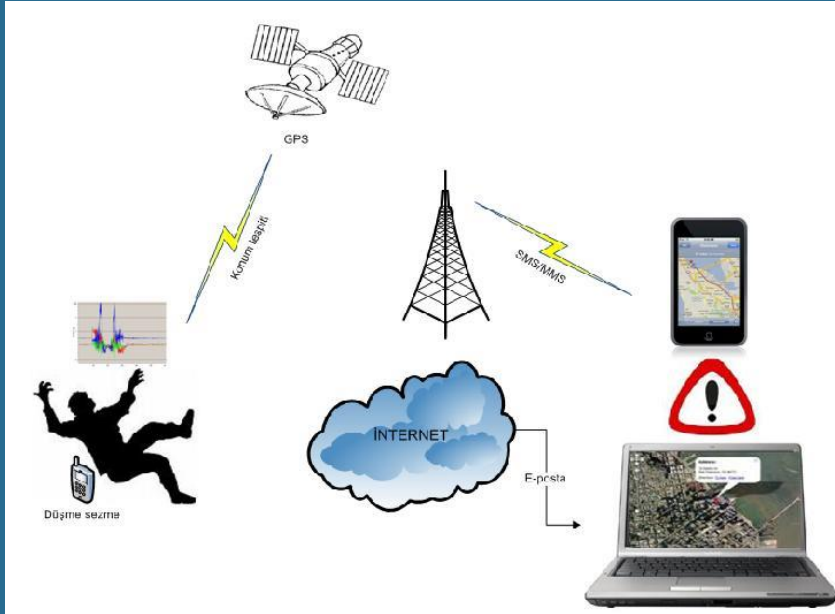 GPS
Konum tespiti
SMS/MMS
İNTERNET
E-posta
Düşme sezme